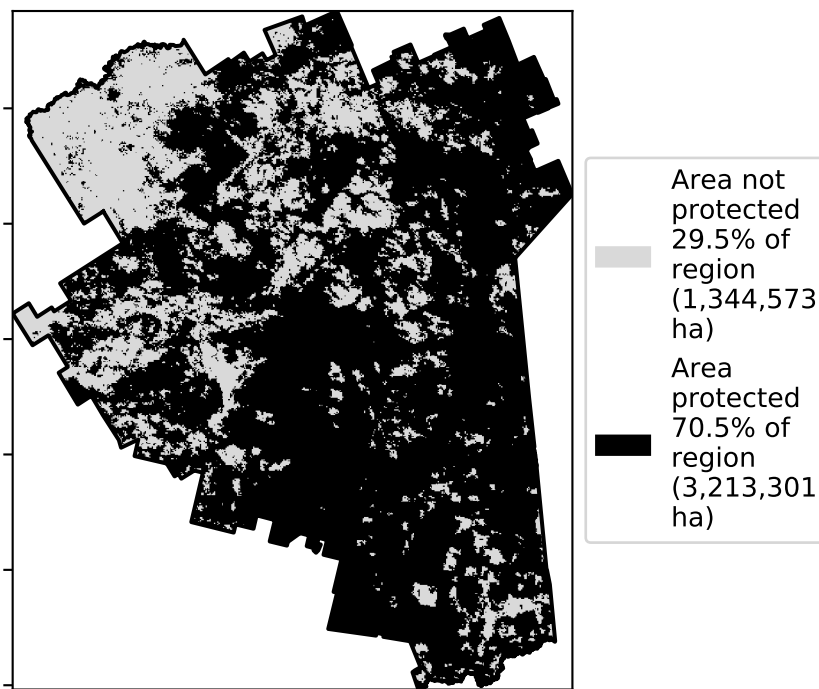 Area not
protected
29.5% of
region
(1,344,573
ha)
Area
protected
70.5% of
region
(3,213,301
ha)